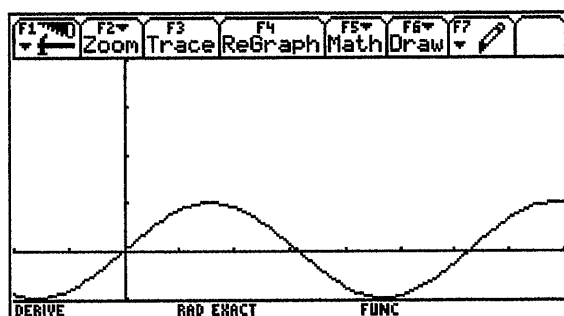 F1 F2 F3 F4 F5 F6 F7
Zoom Trace ReGraph Math Draw
DERIVE RAD EXACT FUNC